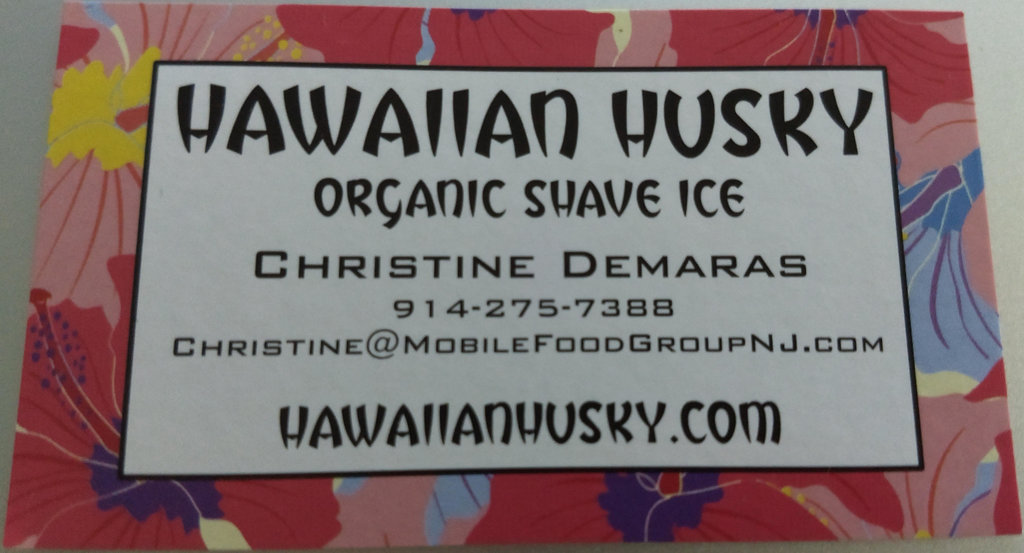 HAWAIIAN HUSKY
ORGANIC SHAVE ICE
CHRISTINE DEMARAS
914-275-7388
CHRISTINE@MOBILEFOODGROUPNJ.COM
HAWAIIANHUSKY.COM